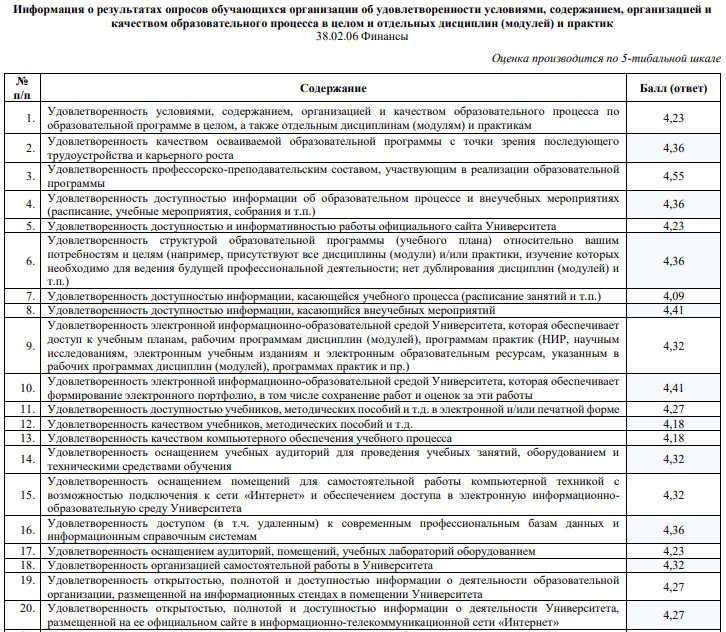 Информация о результатах опросов обучающихся организации об удовлетворенности условиями, содержанием, организацией и
качеством образовательного процесса в целом и отдельных дисциплин (модулей) и практик
38.02.06 Финансы
Оценка производится по 5-тибальной шкале
№
п/п
Содержание
Балл (ответ)
1. Удовлетворенность условиями, содержанием, организацией и качеством образовательного процесса по
образовательной программе в целом, а также отдельным дисциплинам (модулям) и практикам
4,23
2. Удовлетворенность качеством осваиваемой образовательной программы с точки зрения последующего
трудоустройства и карьерного роста
4,36
3. Удовлетворенность профессорско-преподавательским составом, участвующим в реализации образовательной
программы
4,55
4. Удовлетворенность доступностью информации об образовательном процессе и внеучебных мероприятиях
(расписание, учебные мероприятия, собрания и т.п.)
4,36
5. Удовлетворенность доступностью и информативностью работы официального сайта Университета 4,23
6. Удовлетворенность структурой образовательной программы (учебного плана) относительно вашим
потребностям и целям (например, присутствуют все дисциплины (модули) и/или практики, изучение которых
необходимо для ведения будущей профессиональной деятельности; нет дублирования дисциплин (модулей) и
т.п.)
4,36
7. Удовлетворенность доступностью информации, касающейся учебного процесса (расписание занятий и т.п.) 4,09
8. Удовлетворенность доступностью информации, касающийся внеучебных мероприятий 4,41
9. Удовлетворенность электронной информационно-образовательной средой Университета, которая обеспечивает
доступ к учебным планам, рабочим программам дисциплин (модулей), программам практик (НИР, научным
исследованиям, электронным учебным изданиям и электронным образовательным ресурсам, указанным в
рабочих программах дисциплин (модулей), программах практик и пр.)
4,32
10. Удовлетворенность электронной информационно-образовательной средой Университета, которая обеспечивает
формирование электронного портфолио, в том числе сохранение работ и оценок за эти работы
4,41
11. Удовлетворенность доступностью учебников, методических пособий и т.д. в электронной и/или печатной форме 4,27
12. Удовлетворенность качеством учебников, методических пособий и т.д. 4,18
13. Удовлетворенность качеством компьютерного обеспечения учебного процесса 4,18
14. Удовлетворенность оснащением учебных аудиторий для проведения учебных занятий, оборудованием и
техническими средствами обучения
4,32
15. Удовлетворенность оснащением помещений для самостоятельной работы компьютерной техникой с
возможностью подключения к сети «Интернет» и обеспечением доступа в электронную информационно-
образовательную среду Университета
4,32
16. Удовлетворенность доступом (в т.ч. удаленным) к современным профессиональным базам данных и
информационным справочным системам
4,36
17. Удовлетворенность оснащением аудиторий, помещений, учебных лабораторий оборудованием 4,23
18. Удовлетворенность организацией самостоятельной работы в Университета 4,32
19. Удовлетворенность открытостью, полнотой и доступностью информации о деятельности образовательной
организации, размещенной на информационных стендах в помещении Университета
4,27
20. Удовлетворенность открытостью, полнотой и доступности информации о деятельности Университета,
размещенной на ее официальном сайте в информационно-телекоммуникационной сети «Интернет»
4,27